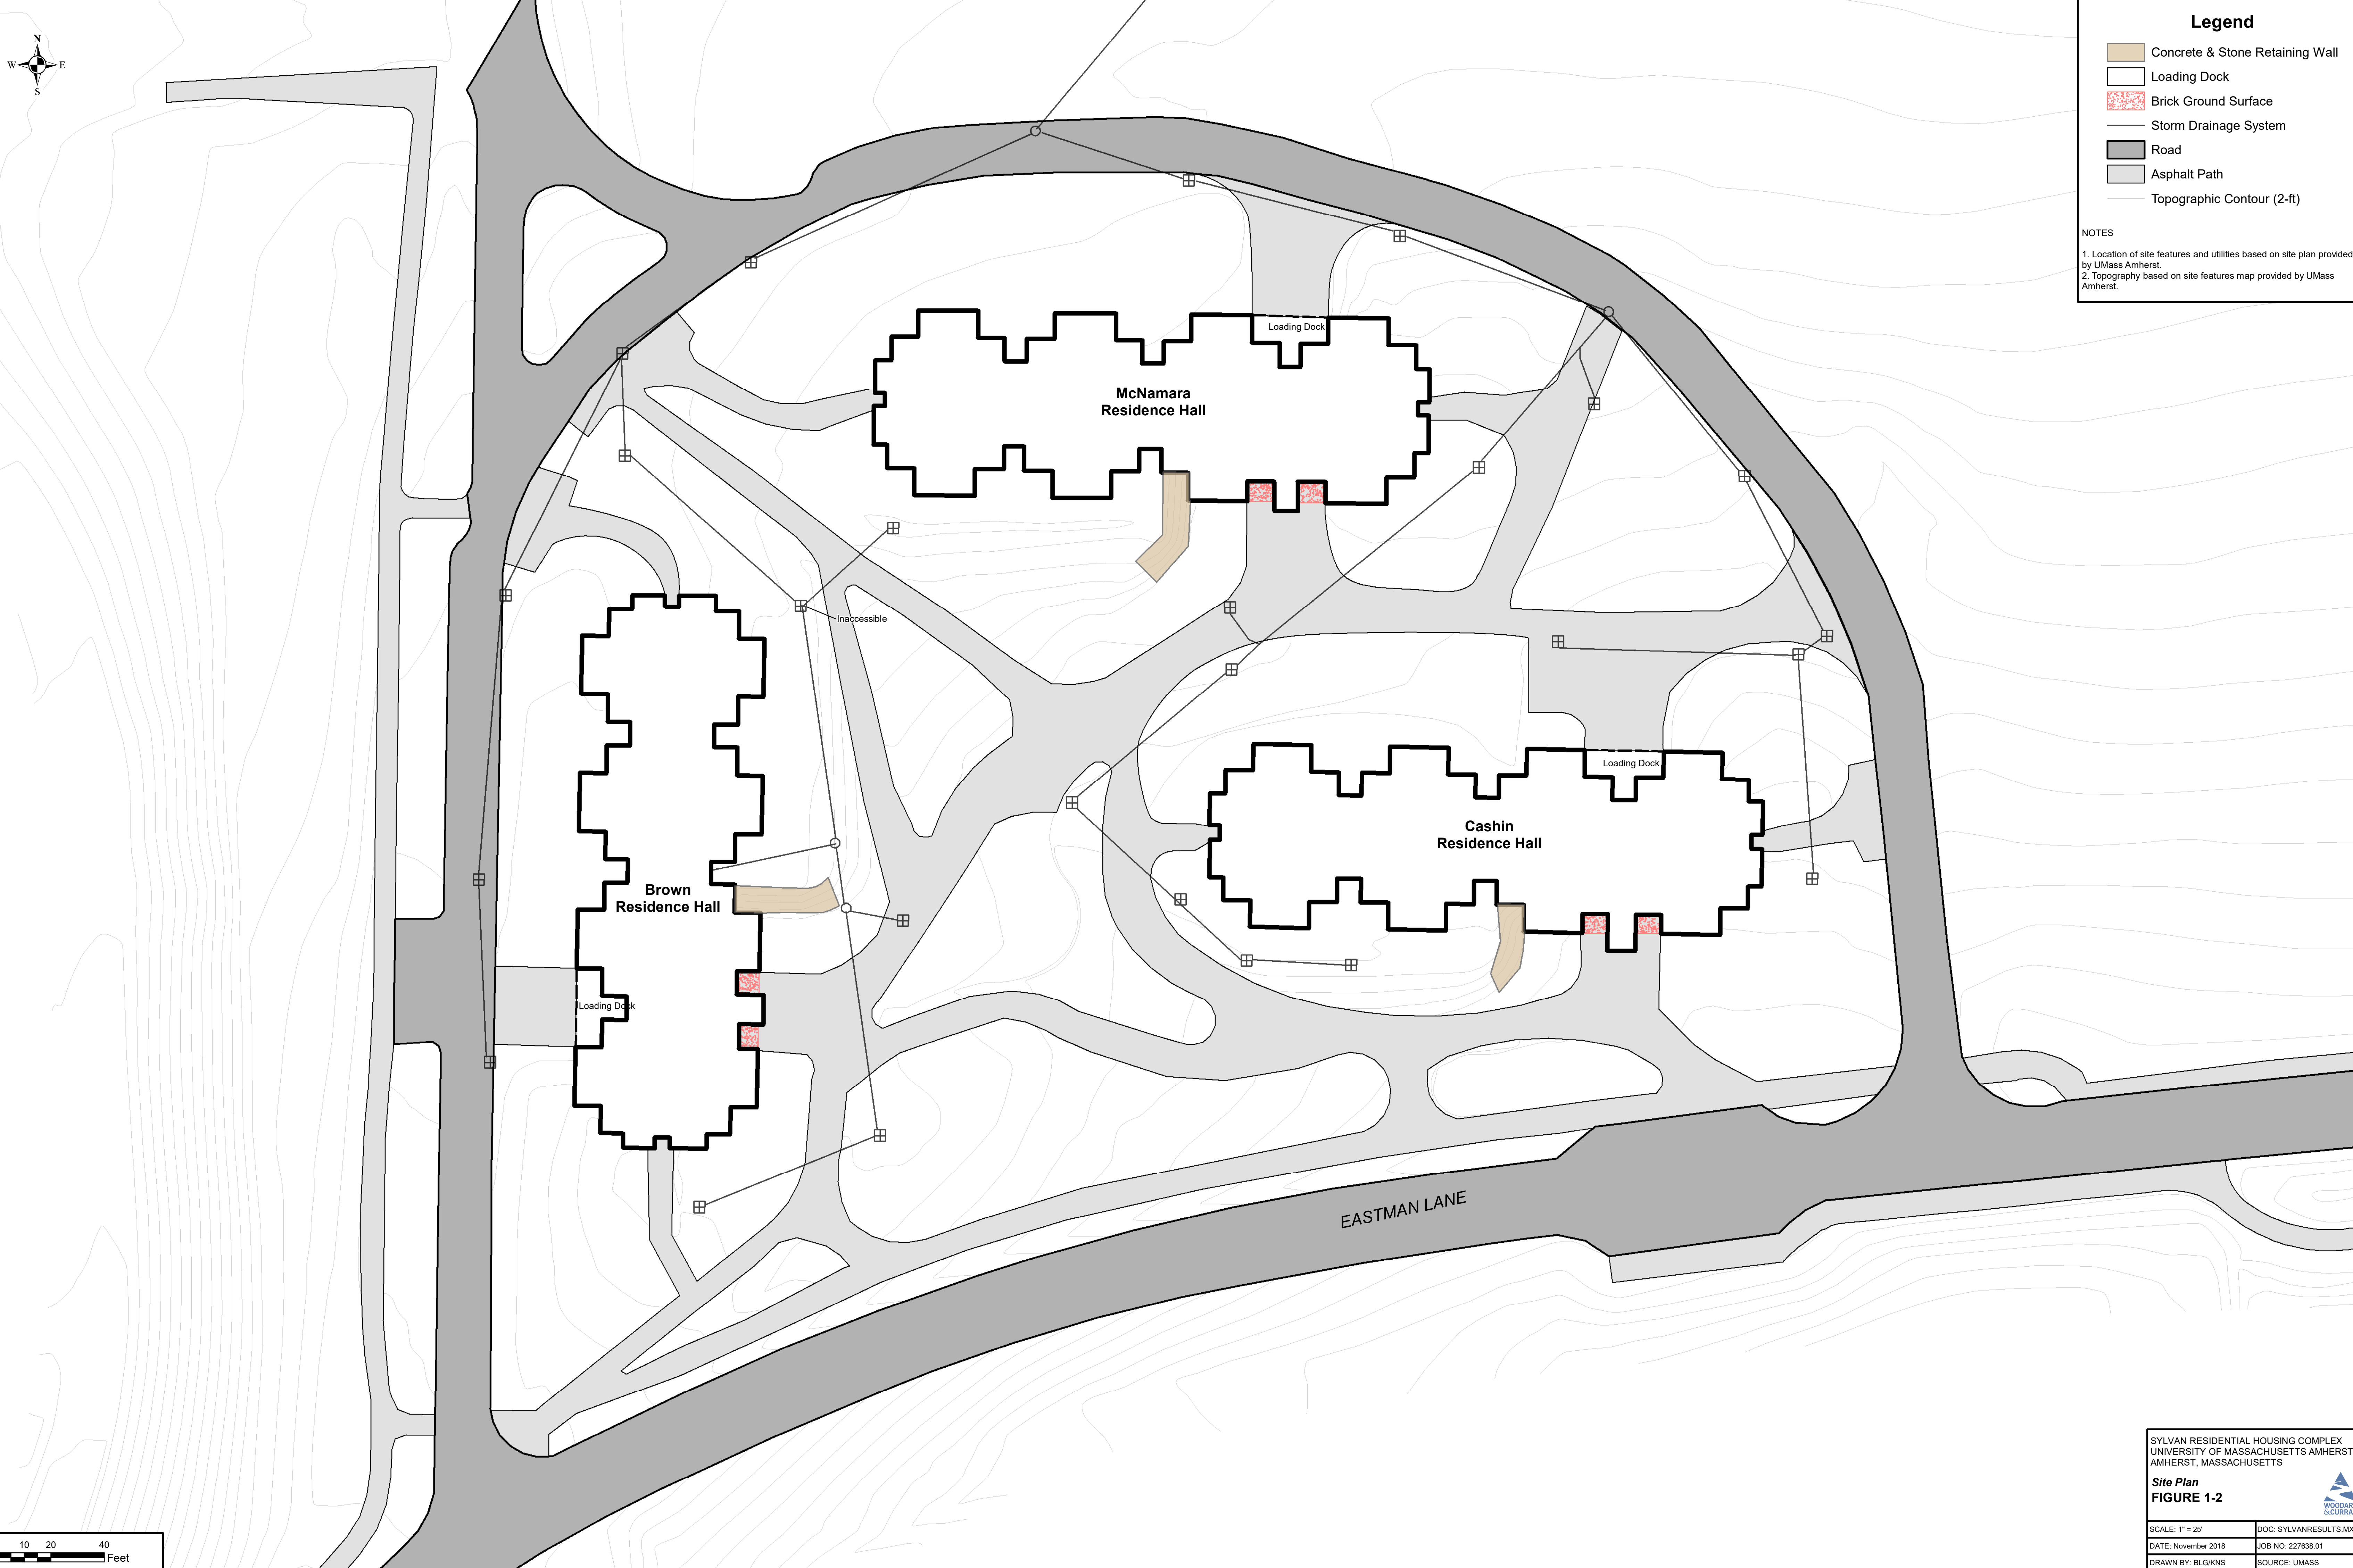 N
W E
S
Legend
Concrete & Stone Retaining Wall
Loading Dock
Brick Ground Surface
Storm Drainage System
Road
Asphalt Path
Topographic Contour (2-ft)
NOTES
1. Location of site features and utilities based on site plan provided
by UMass Amherst.
2. Topography based on site features map provided by UMass
Amherst.
Loading Dock
McNamara
Residence Hall
Inaccessible
Loading Dock
Cashin
Residence Hall
Brown
Residence Hall
Loading Dock
EASTMAN LANE
SYLVAN RESIDENTIAL HOUSING COMPLEX
UNIVERSITY OF MASSACHUSETTS AMHERST
AMHERST, MASSACHUSETTS
Site Plan
FIGURE 1-2
WOODAR
&CURRA
SCALE: 1" = 25'
DOC: SYLVANRESULTS.MX
DATE: November 2018
JOB NO: 227638.01
DRAWN BY: BLG/KNS
SOURCE: UMASS
10 20 40
Feet